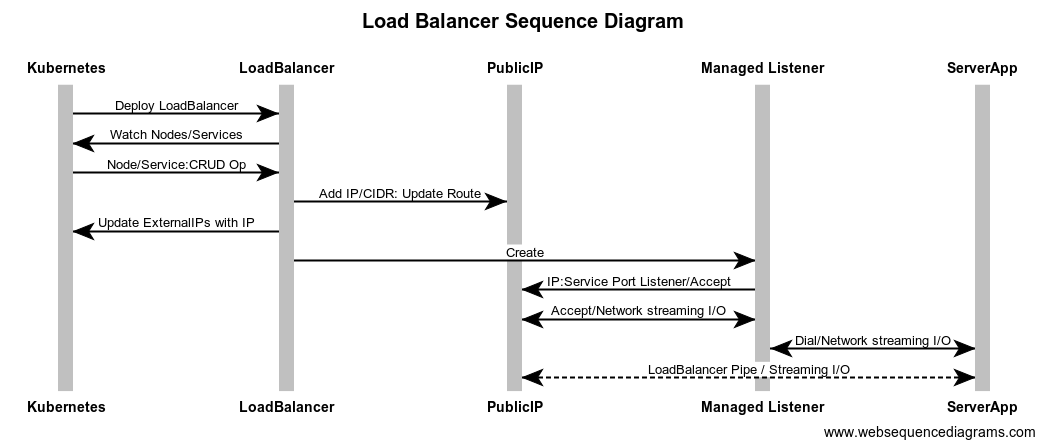 Load Balancer Sequence Diagram
Kubernetes
LoadBalancer
PublicIP
Managed Listener
ServerApp
Deploy LoadBalancer
Watch Nodes/Services
Node/Service:CRUD Op
Add IP/CIDR: Update Route
Update ExternalIPs with IP
Create
IP:Service Port Listener/Accept
Accept/Network streaming I/O
Dial/Network streaming I/O
LoadBalancer Pipe / Streaming I/O
Kubernetes
LoadBalancer
PublicIP
Managed Listener
ServerApp
www.websequencediagrams.com